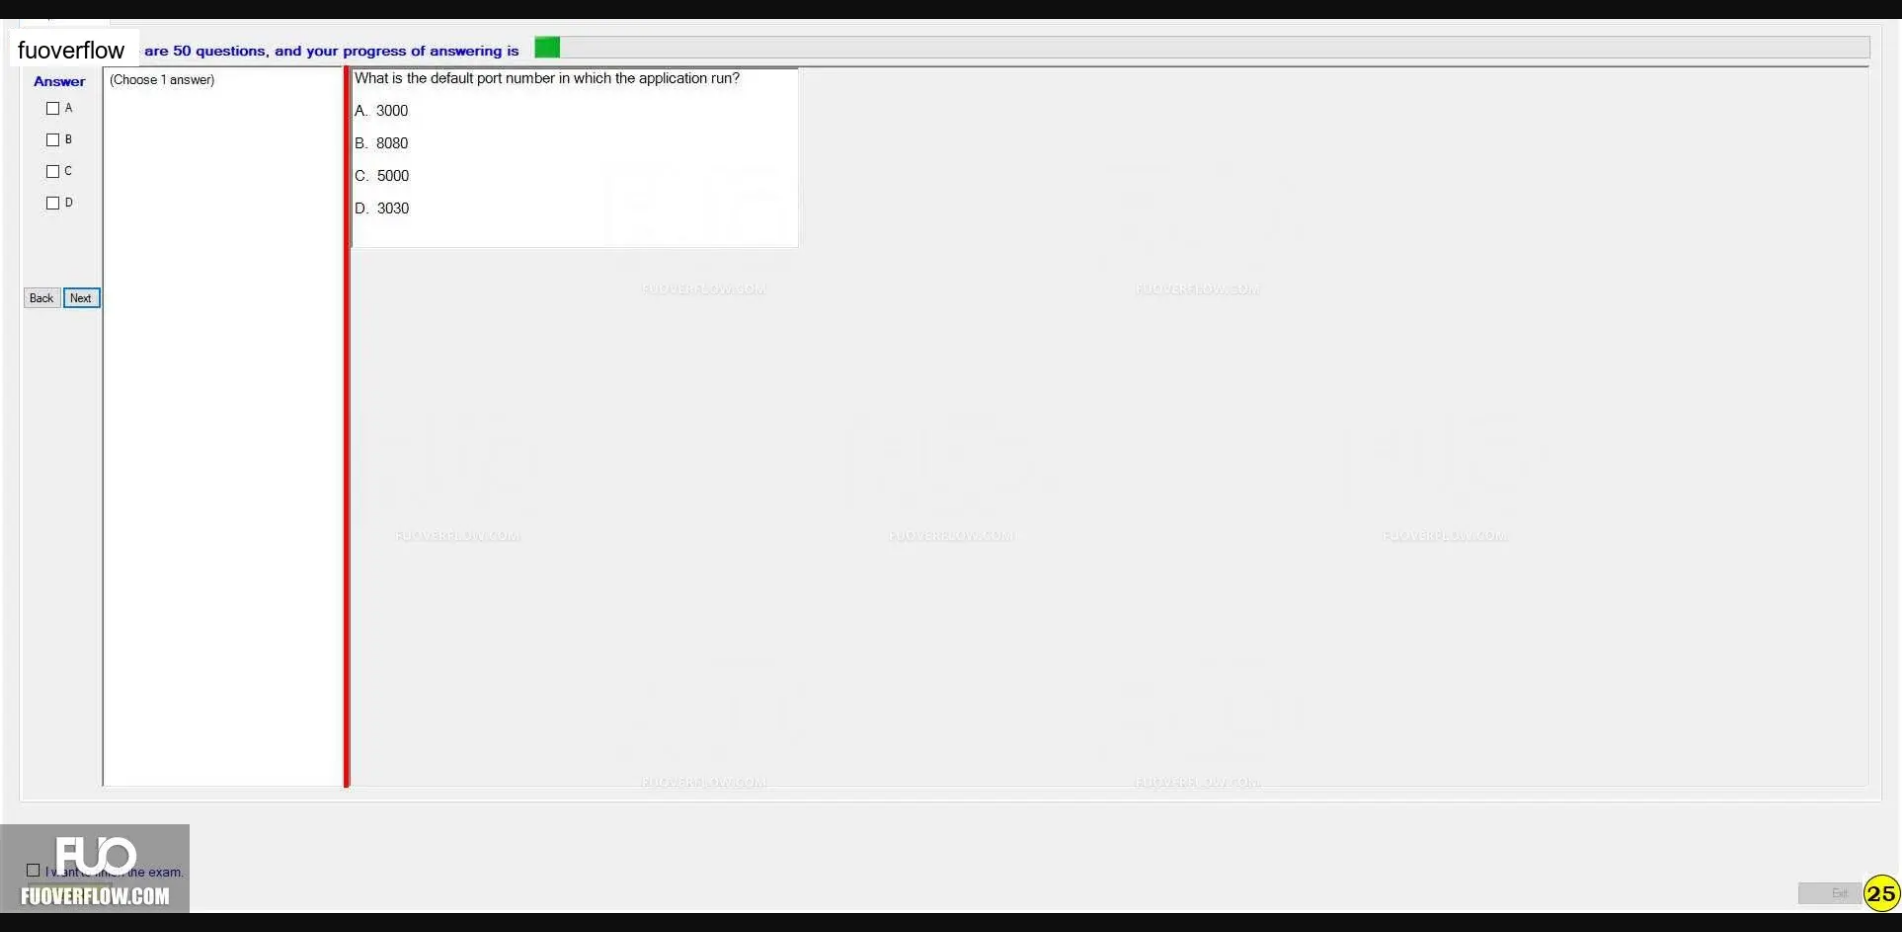 fuoverflow are 50 questions, and your progress of answering is
Answer
(Choose 1 answer)
A
B
C
D
Back Next
What is the default port number in which the application run?
A. 3000
B. 8080
C. 5000
D. 3030
FUOVERFLOW.COM FUOVERFLOW.COM
FUOVERFLOW.COM FUOVERFLOW.COM FUOVERFLOW.COM
FUOVERFLOW.COM FUOVERFLOW.COM
FUO
I want to the exam.
FUOVERFLOW.COM
Exit 25